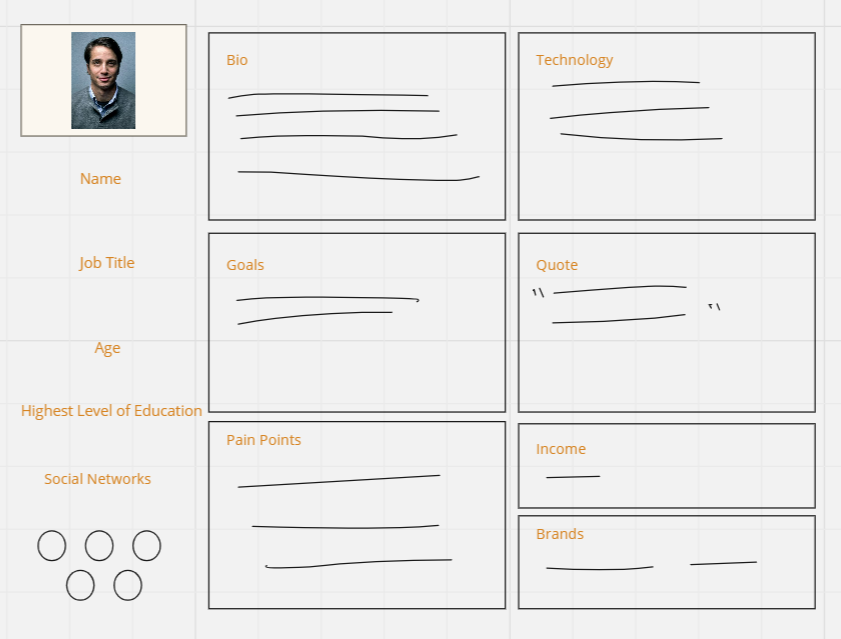 Name
Job Title
Age
Highest Level of Education
Social Networks
Bio
Goals
Pain Points
Technology
Quote
Income
Brands